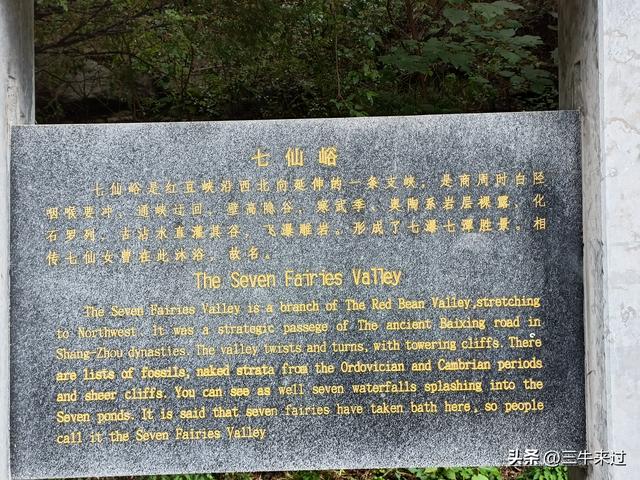 七仙峪
七仙峪是红豆峡沿西北向延伸的一条支峡，是商周时白陉
咽喉要冲，通峡迂回，壁高隐谷，寒武季、奥陶系岩层裸露，化
石罗列，古沾水直灌其谷，飞瀑雕岩，形成了七瀑七潭胜景，相
传七仙女曾在此沐浴，故名。
The Seven Fairies Valley
The Seven Fairies Valley is a branch of The Red Bean Valley,stretching
to Northwest. It was a strategic passege of The ancient Baixing road in
Shang-Zhou dynasties. The valley twists and turns, with towering cliffs. There
are lists of fossils, naked strata from the Ordovician and Cambrian periods
and sheer cliffs. You can see as well seven waterfalls splashing into the
Seven ponds. It is said that seven fairies have taken bath here, so people
call it the Seven Fairies Valley
头条 @三牛来过